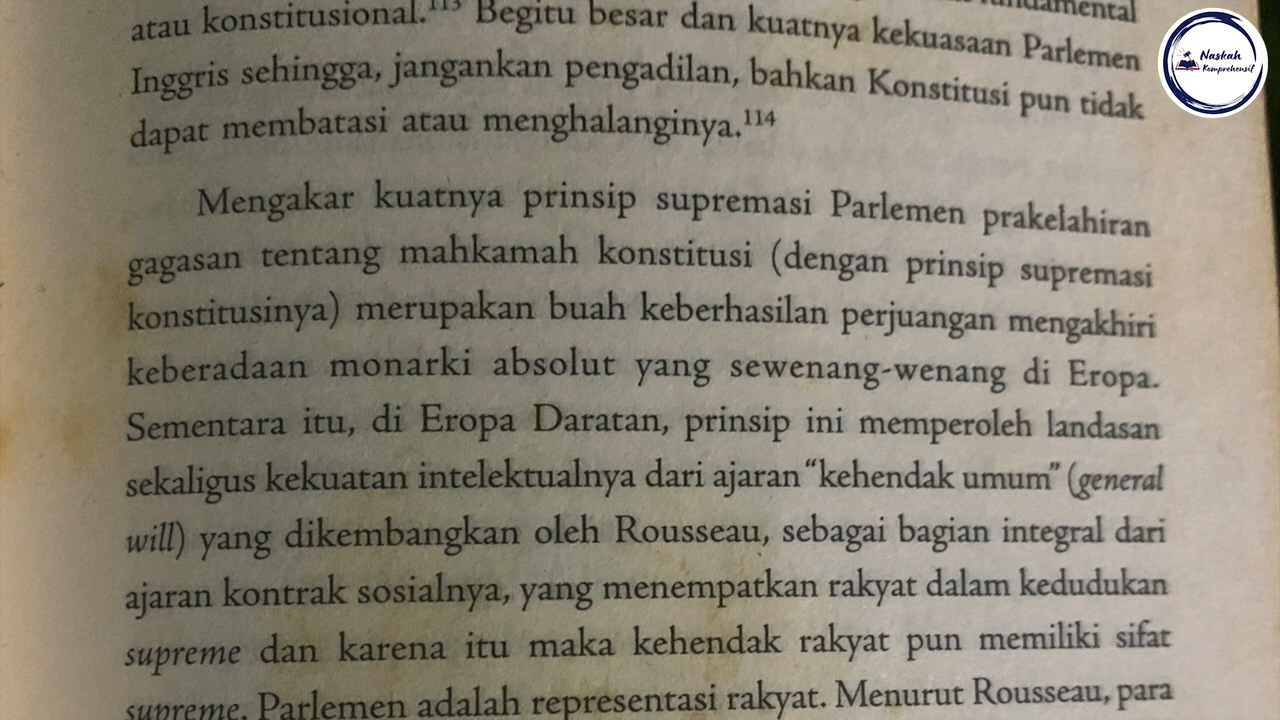 fundamental
atau konstitusional.¹¹³ Begitu besar dan kuatnya kekuasaan Parlemen
Inggris sehingga, jangankan pengadilan, bahkan Konstitusi pun tidak
dapat membatasi atau menghalanginya.¹¹⁴
Mengakar kuatnya prinsip supremasi Parlemen prakelahiran
gagasan tentang mahkamah konstitusi (dengan prinsip supremasi
konstitusinya) merupakan buah keberhasilan perjuangan mengakhiri
keberadaan monarki absolut yang sewenang-wenang di Eropa.
Sementara itu, di Eropa Daratan, prinsip ini memperoleh landasan
sekaligus kekuatan intelektualnya dari ajaran “kehendak umum” (general
will) yang dikembangkan oleh Rousseau, sebagai bagian integral dari
ajaran kontrak sosialnya, yang menempatkan rakyat dalam kedudukan
supreme dan karena itu maka kehendak rakyat pun memiliki sifat
supreme. Parlemen adalah representasi rakyat. Menurut Rousseau, para
Naskah
Komprehensif